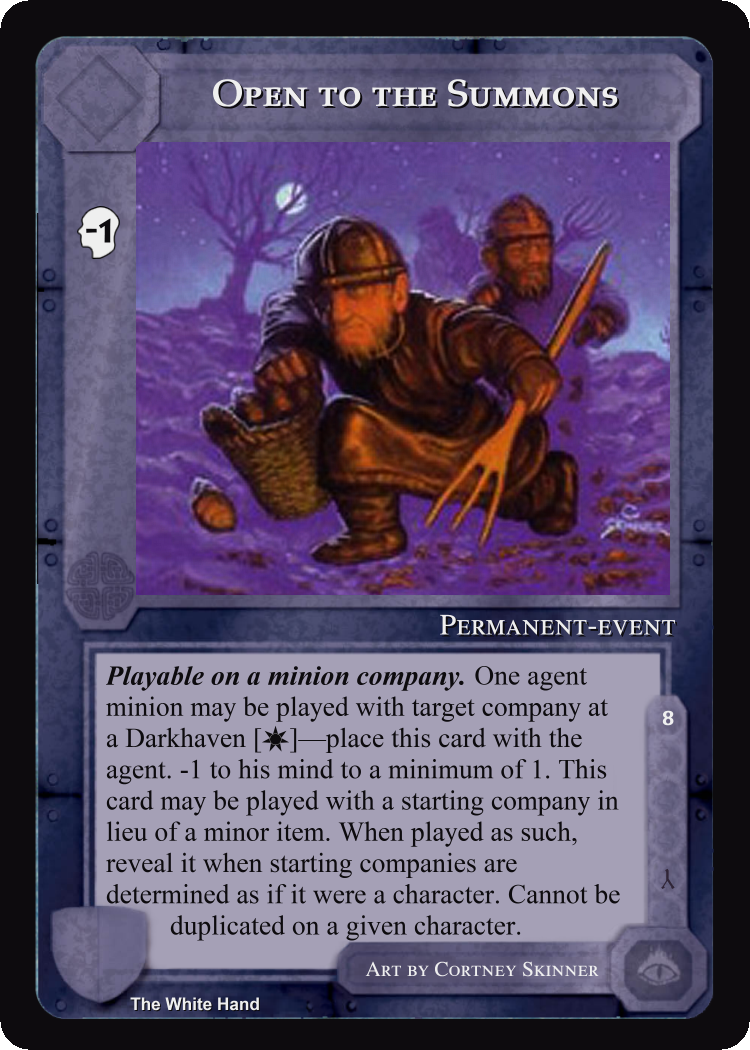 Open to the Summons
-1
Permanent-event
Playable on a minion company. One agent
minion may be played with target company at
a Darkhaven [✷]—place this card with the
agent. -1 to his mind to a minimum of 1. This
card may be played with a starting company in
lieu of a minor item. When played as such,
reveal it when starting companies are
determined as if it were a character. Cannot be
duplicated on a given character.
8
Art by Cortney Skinner
The White Hand